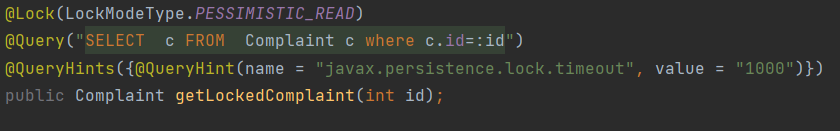 @Lock(LockModeType.PESSIMISTIC_READ)
@Query("SELECT  c FROM  Complaint c where c.id=:id")
@QueryHints({@QueryHint(name = "javax.persistence.lock.timeout", value = "1000")})
public Complaint getLockedComplaint(int id);